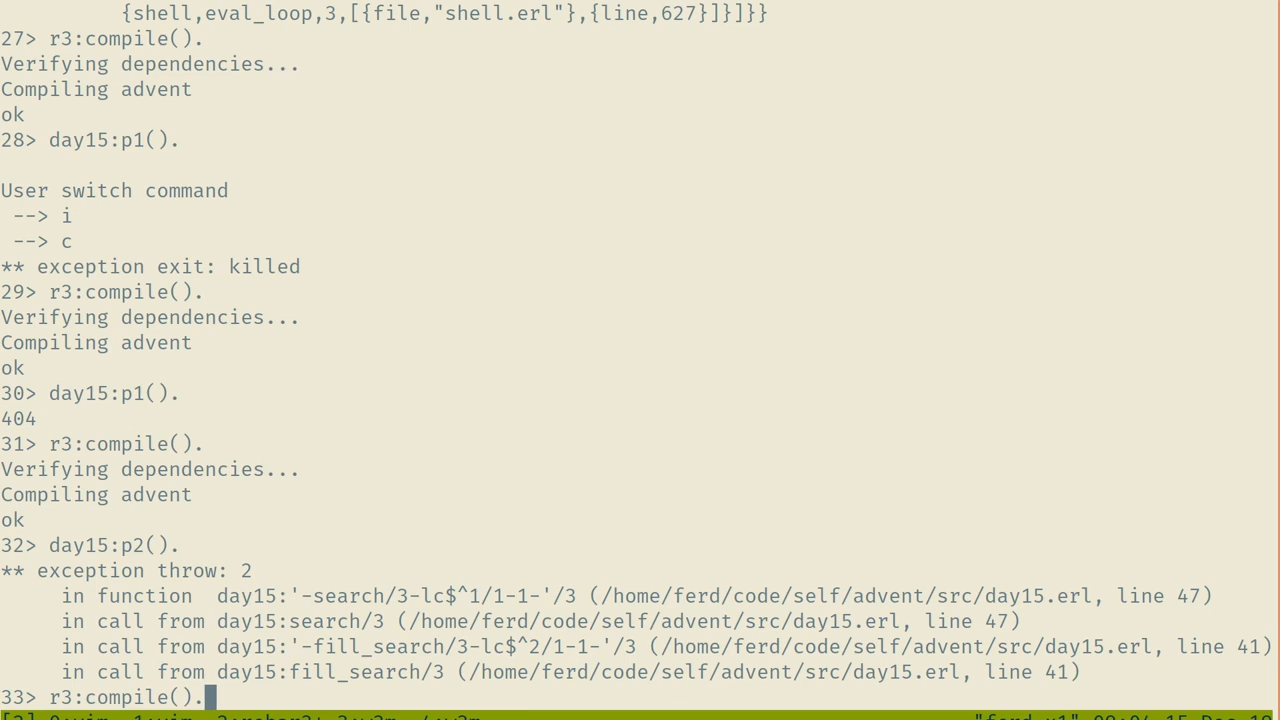 {shell,eval_loop,3,[{file,"shell.erl"},{line,627}]}]}}
27> r3:compile().
Verifying dependencies...
Compiling advent
ok
28> day15:p1().
User switch command
 --> i
 --> c
** exception exit: killed
29> r3:compile().
Verifying dependencies...
Compiling advent
ok
30> day15:p1().
404
31> r3:compile().
Verifying dependencies...
Compiling advent
ok
32> day15:p2().
** exception throw: 2
     in function  day15:'-search/3-lc$^1/1-1-'/3 (/home/ferd/code/self/advent/src/day15.erl, line 47)
     in call from day15:search/3 (/home/ferd/code/self/advent/src/day15.erl, line 47)
     in call from day15:'-fill_search/3-lc$^2/1-1-'/3 (/home/ferd/code/self/advent/src/day15.erl, line 41)
     in call from day15:fill_search/3 (/home/ferd/code/self/advent/src/day15.erl, line 41)
33> r3:compile().